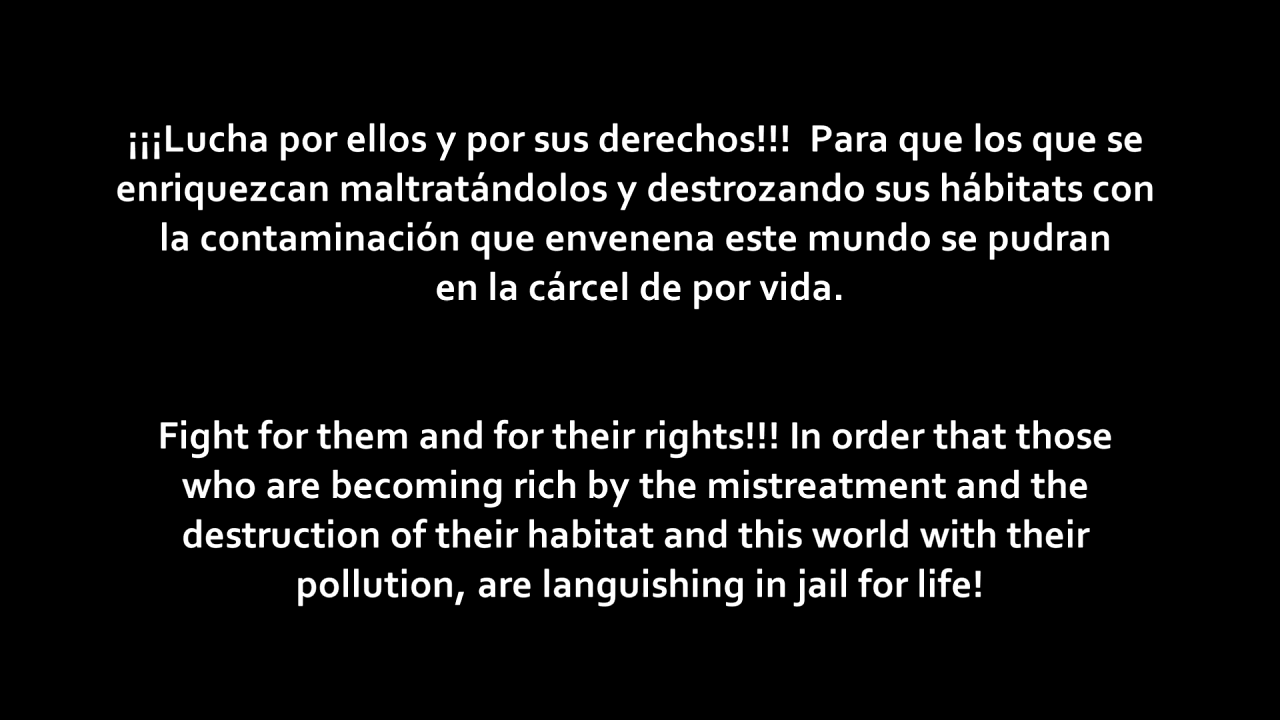 ¡¡¡Lucha por ellos y por sus derechos!!! Para que los que se
enriquezcan maltratándolos y destrozando sus hábitats con
la contaminación que envenena este mundo se pudran
en la cárcel de por vida.
Fight for them and for their rights!!! In order that those
who are becoming rich by the mistreatment and the
destruction of their habitat and this world with their
pollution, are languishing in jail for life!